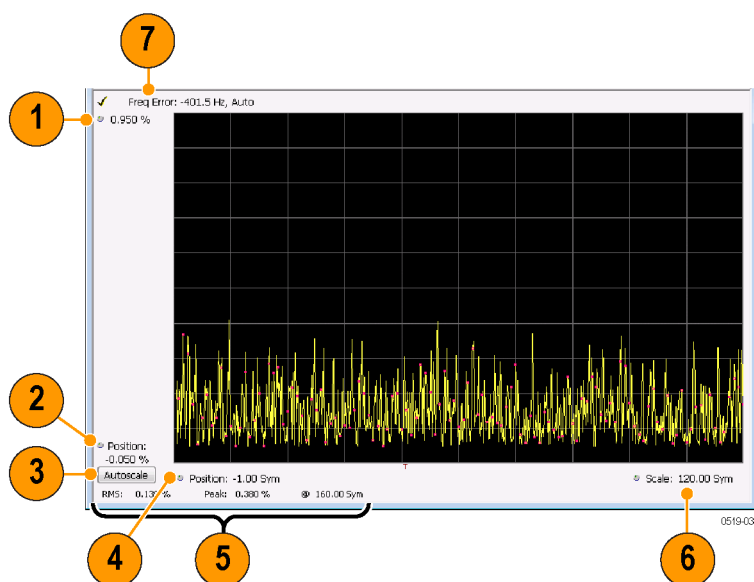 7
Freq Error: -401.5 Hz, Auto
1
0.950 %
2
Position:
-0.050 %
3
Autoscale
Position: -1.00 Sym
Scale: 120.00 Sym
T
RMS: % Peak: 0.380 % @ 160.00 Sym
0519-03
4
5
6